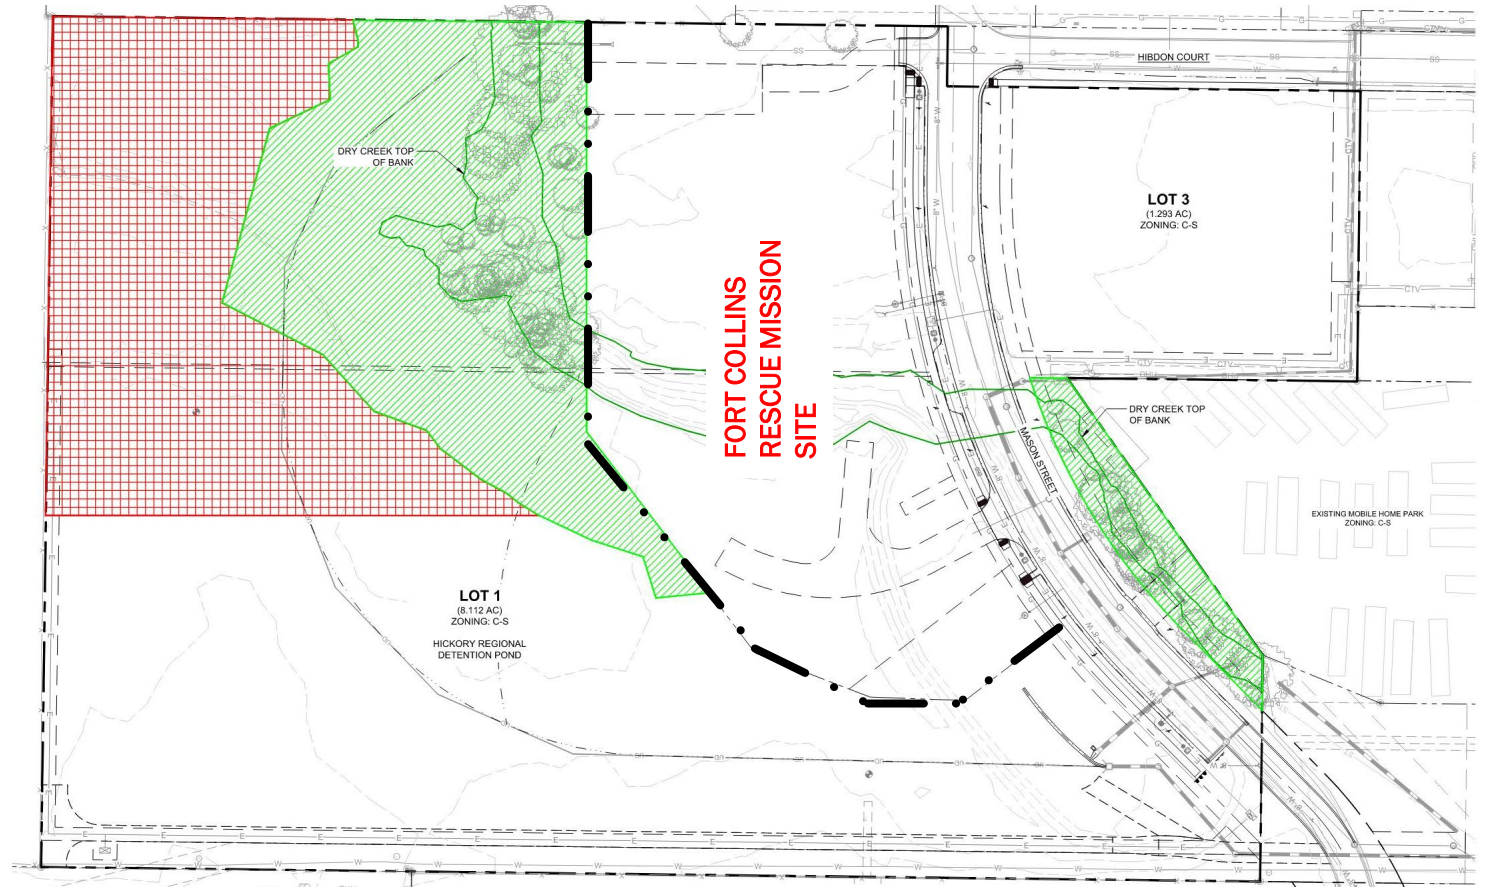 HIBDON COURT
DRY CREEK TOP
OF BANK
LOT 3
(1.293 AC)
ZONING: C-S
FORT COLLINS
RESCUE MISSION
SITE
DRY CREEK TOP
OF BANK
MASON STREET
EXISTING MOBILE HOME PARK
ZONING: C-S
LOT 1
(8.112 AC)
ZONING: C-S
HICKORY REGIONAL
DETENTION POND